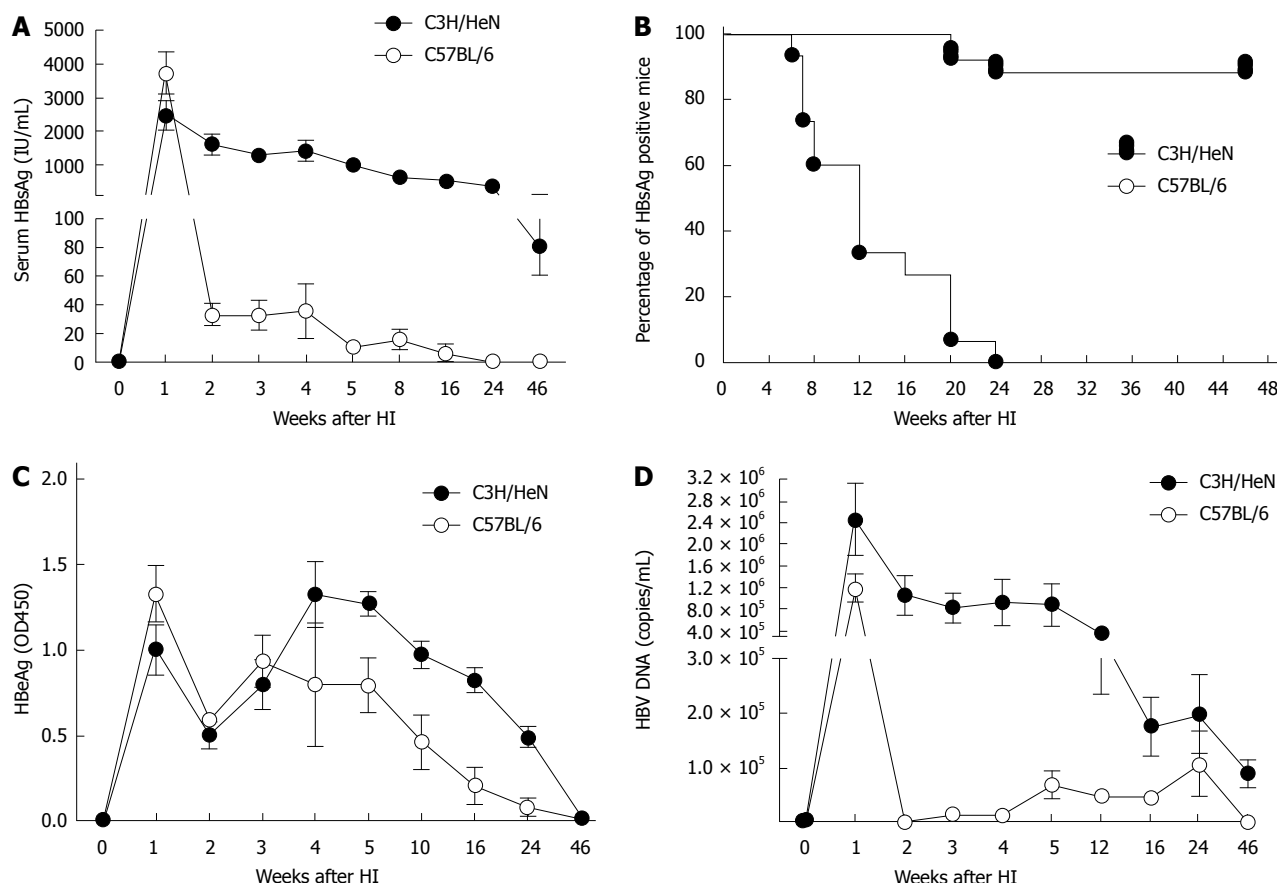 A
Serum HBsAg (IU/mL)
5000
4000
3000
2000
1000
100
80
60
40
20
0
C3H/HeN
C57BL/6
0 1 2 3 4 5 8 16 24 46
Weeks after HI
B
Percentage of HBsAg positive mice
100
80
60
40
20
0
C3H/HeN
C57BL/6
0 4 8 12 16 20 24 28 32 36 40 44 48
Weeks after HI
C
HBeAg (OD450)
2.0
1.5
1.0
0.5
0.0
C3H/HeN
C57BL/6
0 1 2 3 4 5 10 16 24 46
Weeks after HI
D
HBV DNA (copies/mL)
3.2 × 10⁶
2.8 × 10⁶
2.4 × 10⁶
2.0 × 10⁶
1.6 × 10⁶
1.2 × 10⁶
8.0 × 10⁵
4.0 × 10⁵
3.0 × 10⁵
2.0 × 10⁵
1.0 × 10⁵
C3H/HeN
C57BL/6
0 1 2 3 4 5 12 16 24 46
Weeks after HI